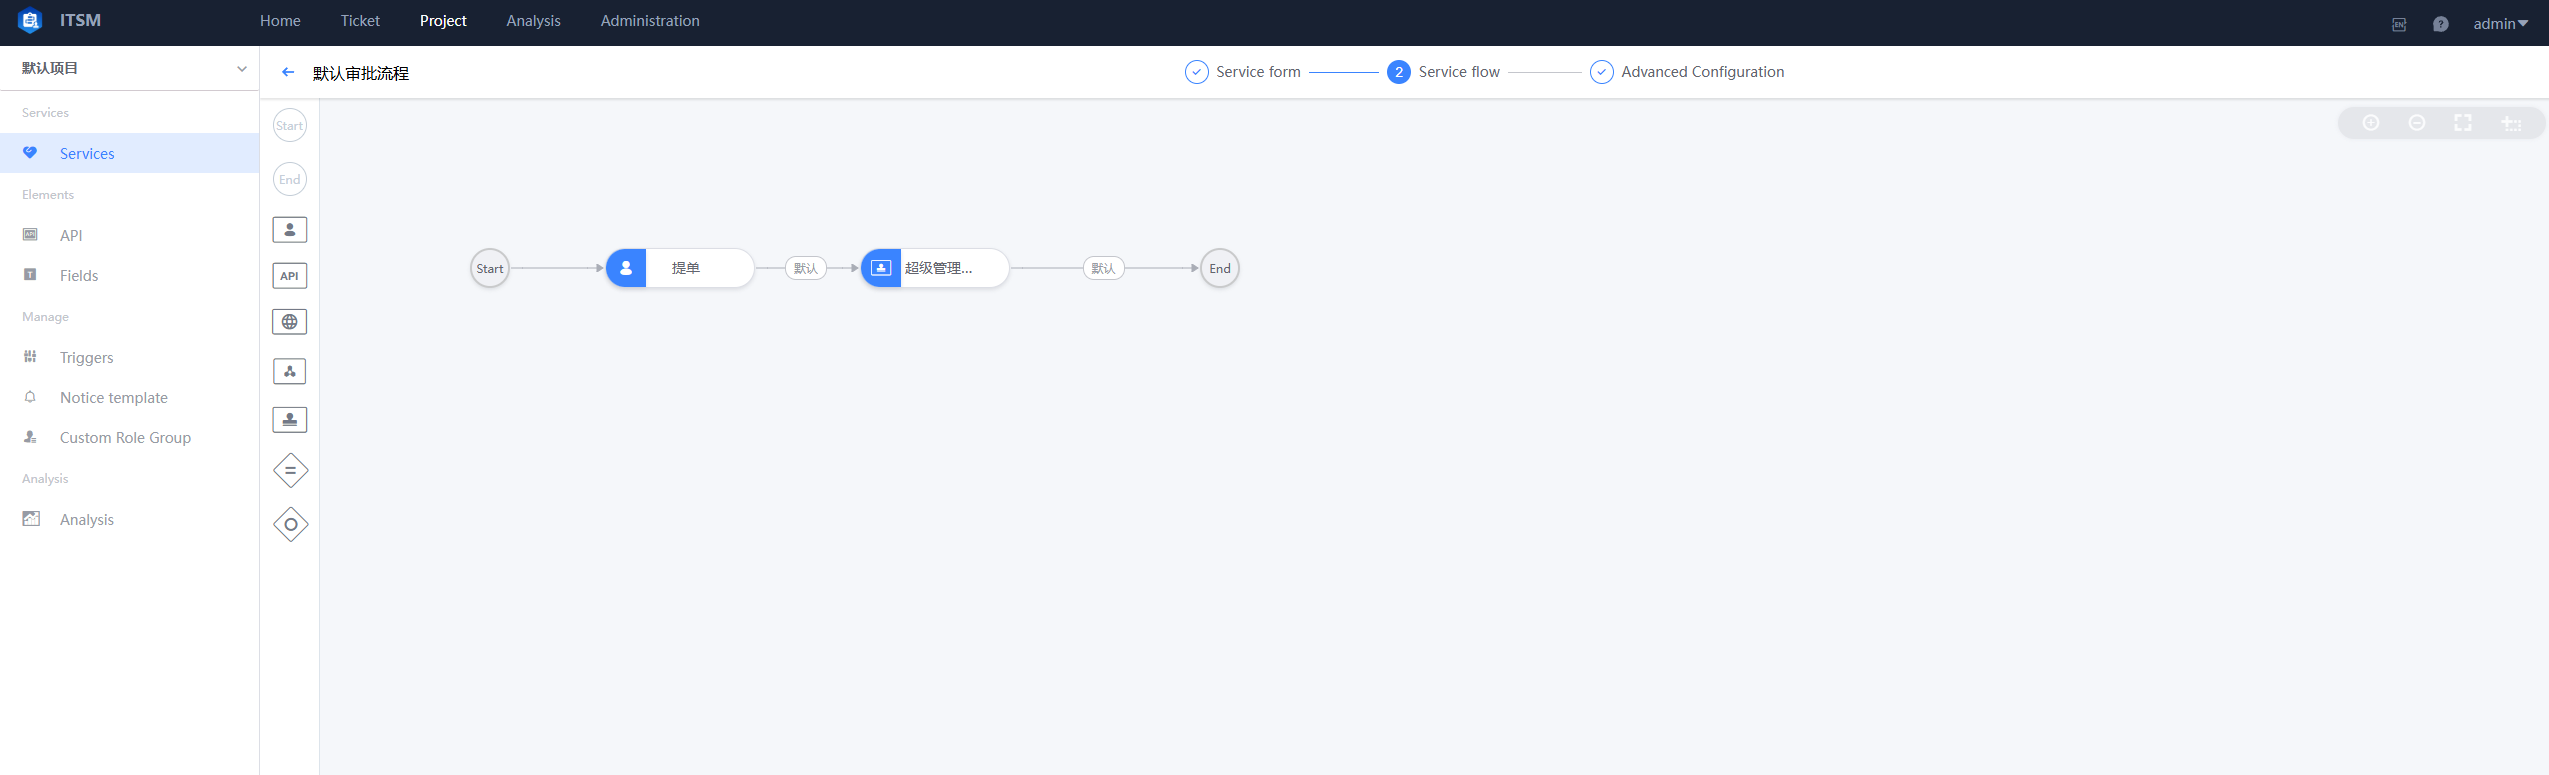 ITSM
Home Ticket Project Analysis Administration
EN
?
admin
默认项目
默认审批流程
Service form 2 Service flow Advanced Configuration
Services
Services
Elements
API API
T Fields
Manage
Triggers
Notice template
Custom Role Group
Analysis
Analysis
Start
End
API
Start 提单 默认 超级管理... 默认 End